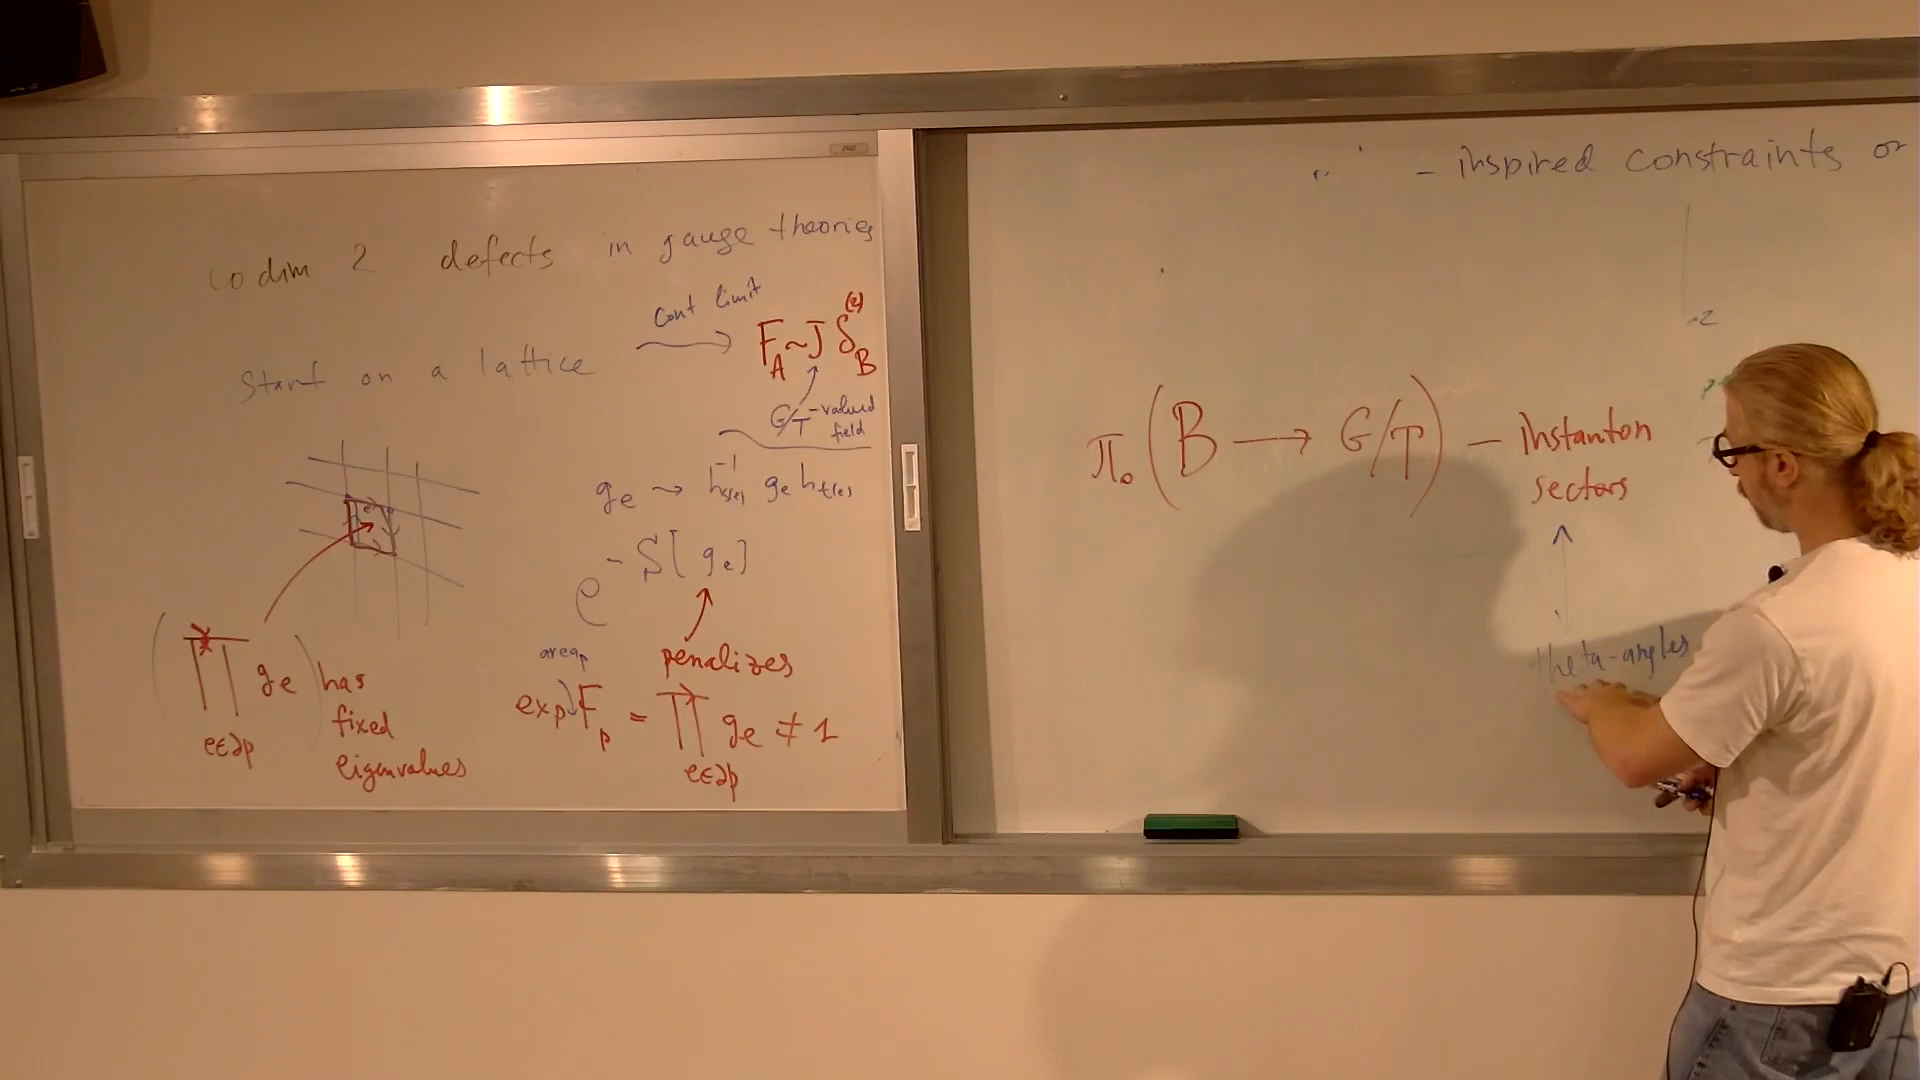 Codim 2 defects in gauge theories
Start on a lattice
Cont limit
F_A ~ J δ_B^(2)
G/T-valued
field
g_e → h_s(e)^-1 g_e h_t(e)
e^-S[g_e]
penalizes
area_p
exp F_p = ∏ g_e ≠ 1
e∈∂p
(∏ g_e) has
e∈∂p
fixed
eigenvalues
- inspired constraints or
π_0 (B → G/T) - instanton
sectors
theta-angles